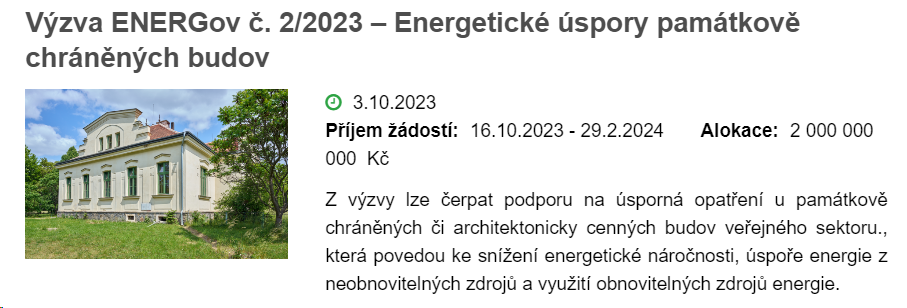 Výzva ENERGov č. 2/2023 – Energetické úspory památkově
chráněných budov
3.10.2023
Příjem žádostí: 16.10.2023 - 29.2.2024 Alokace: 2 000 000
000 Kč
Z výzvy lze čerpat podporu na úsporná opatření u památkově
chráněných či architektonicky cenných budov veřejného sektoru.,
která povedou ke snížení energetické náročnosti, úspoře energie z
neobnovitelných zdrojů a využití obnovitelných zdrojů energie.